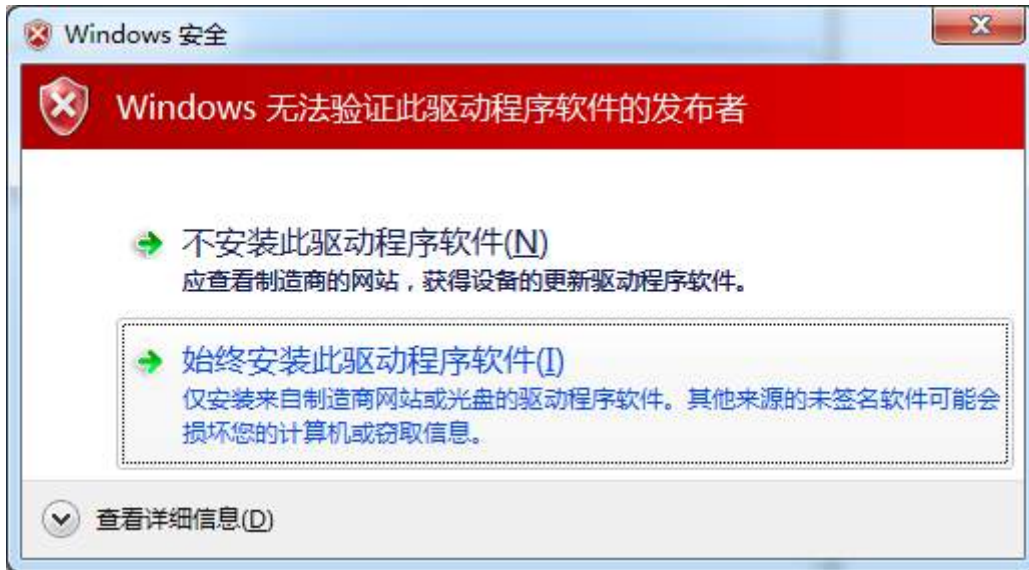 Windows 安全
Windows 无法验证此驱动程序软件的发布者
不安装此驱动程序软件(N)
应查看制造商的网站，获得设备的更新驱动程序软件。
始终安装此驱动程序软件(I)
仅安装来自制造商网站或光盘的驱动程序软件。其他来源的未签名软件可能会
损坏您的计算机或窃取信息。
查看详细信息(D)